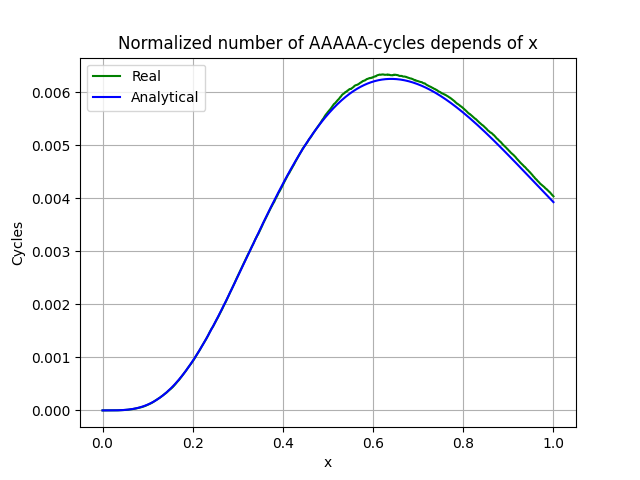 Normalized number of AAAAA-cycles depends of x
Real
Analytical
0.006
0.005
0.004
0.003
0.002
0.001
0.000
Cycles
0.0 0.2 0.4 0.6 0.8 1.0
x